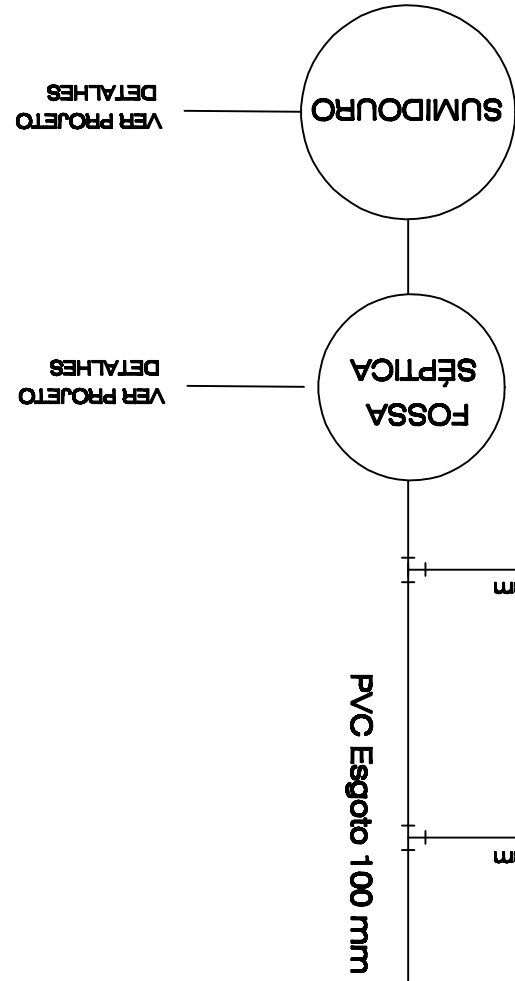 SUMIDOURO
VER PROJETO
DETALHES
FOSSA
SÉPTICA
VER PROJETO
DETALHES
PVC Esgoto 100 mm